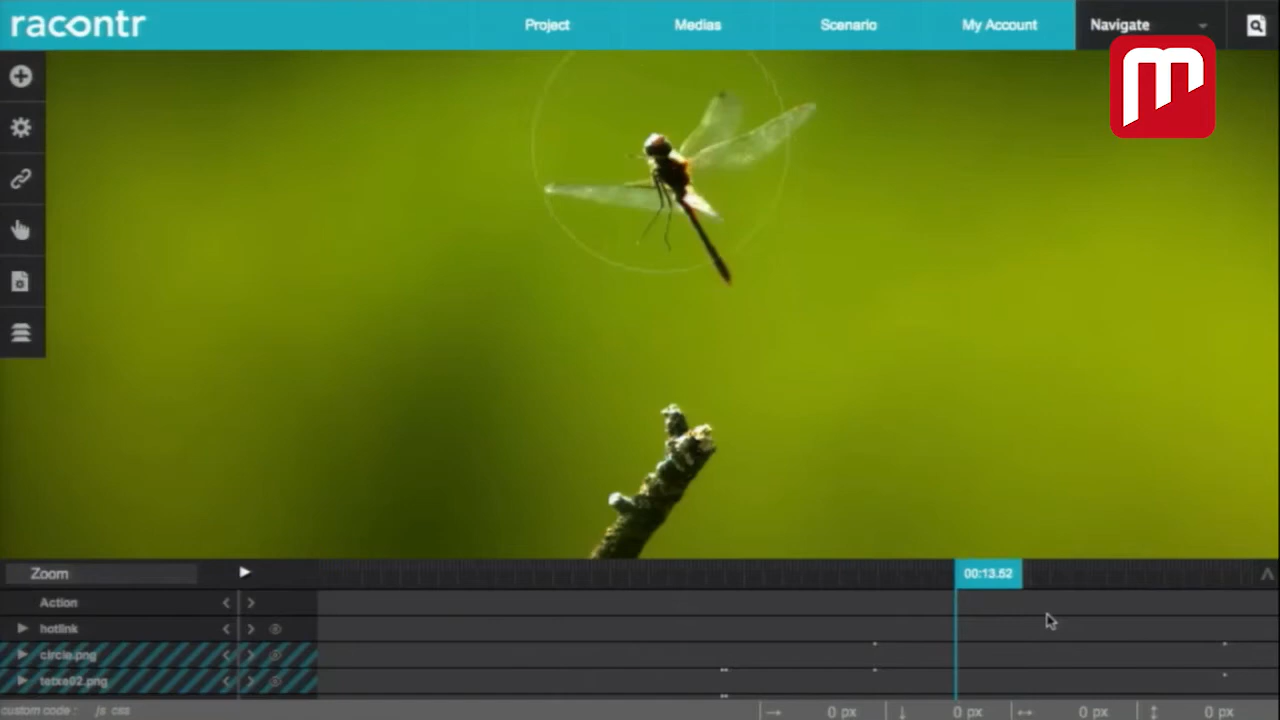 racontr
Project
Medias
Scenario
My Account
Navigate
m
Zoom
00:13.52
Action
hotlink
circle.png
tetxe02.png
custom code : js css
0 px
0 px
0 px
0 px